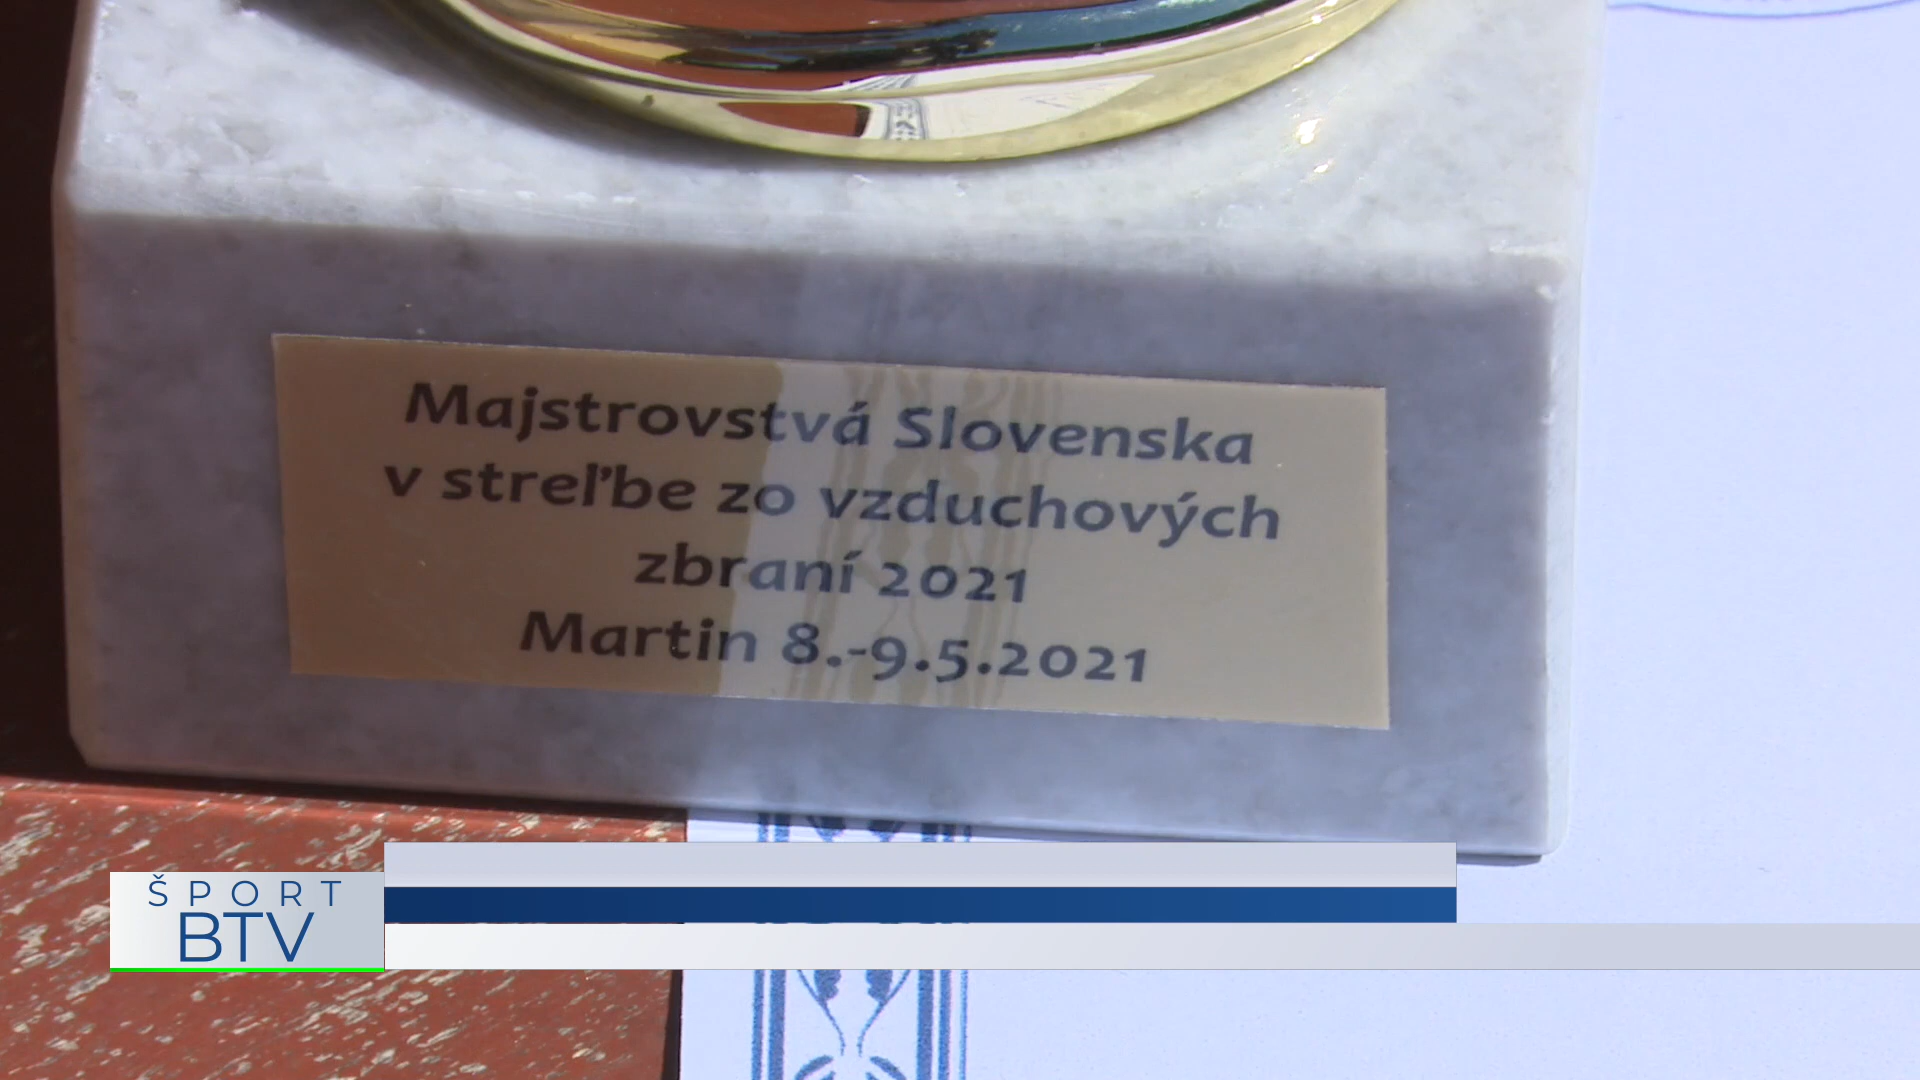 Majstrovstvá Slovenska
v streľbe zo vzduchových
zbraní 2021
Martin 8.-9.5.2021
ŠPORT
BTV